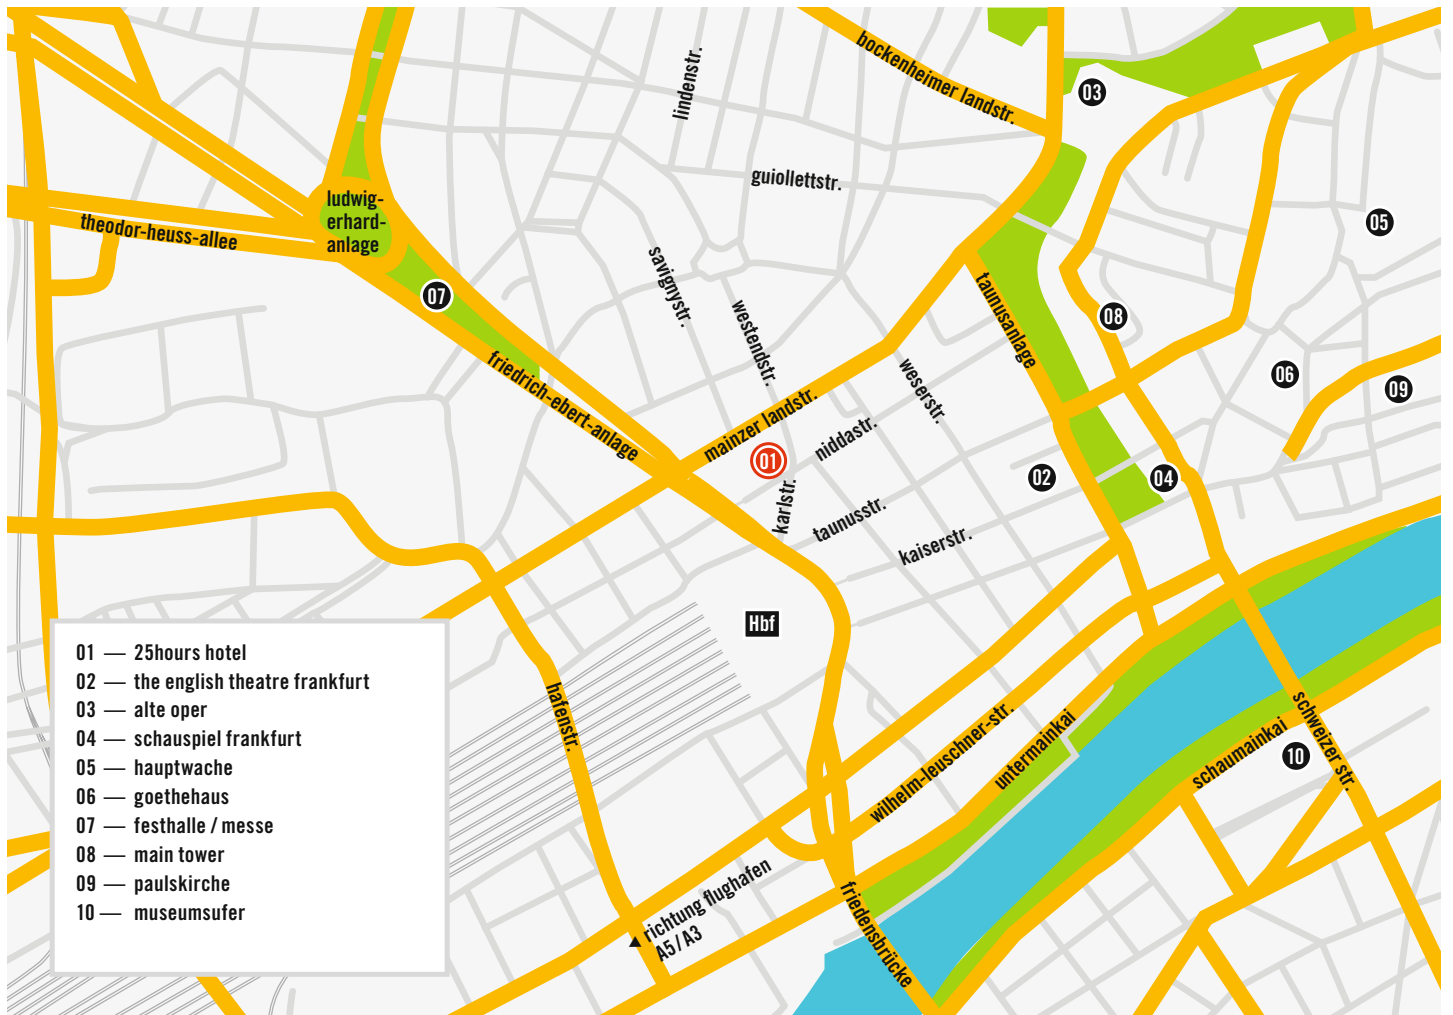 bockenheimer landstr.
lindenstr.
03
guiollettstr.
ludwig-
erhard-
anlage
theodor-heuss-allee
05
07
savignystr.
westendstr.
taunusanlage
08
friedrich-ebert-anlage
weserstr.
06
09
mainzer landstr.
niddastr.
01
karlstr.
02
04
taunusstr.
kaiserstr.
Hbf
hafenstr.
wilhelm-leuschner-str.
untermainkai
schweizer str.
schaumainkai
10
richtung flughafen
A5/A3
friedensbrücke
01 — 25hours hotel
02 — the english theatre frankfurt
03 — alte oper
04 — schauspiel frankfurt
05 — hauptwache
06 — goethehaus
07 — festhalle / messe
08 — main tower
09 — paulskirche
10 — museumsufer